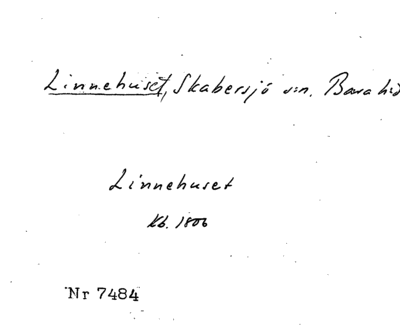 Linnehuset, Skabersjö sn. Bara hd
Linnehuset
Kb. 1806
Nr 7484